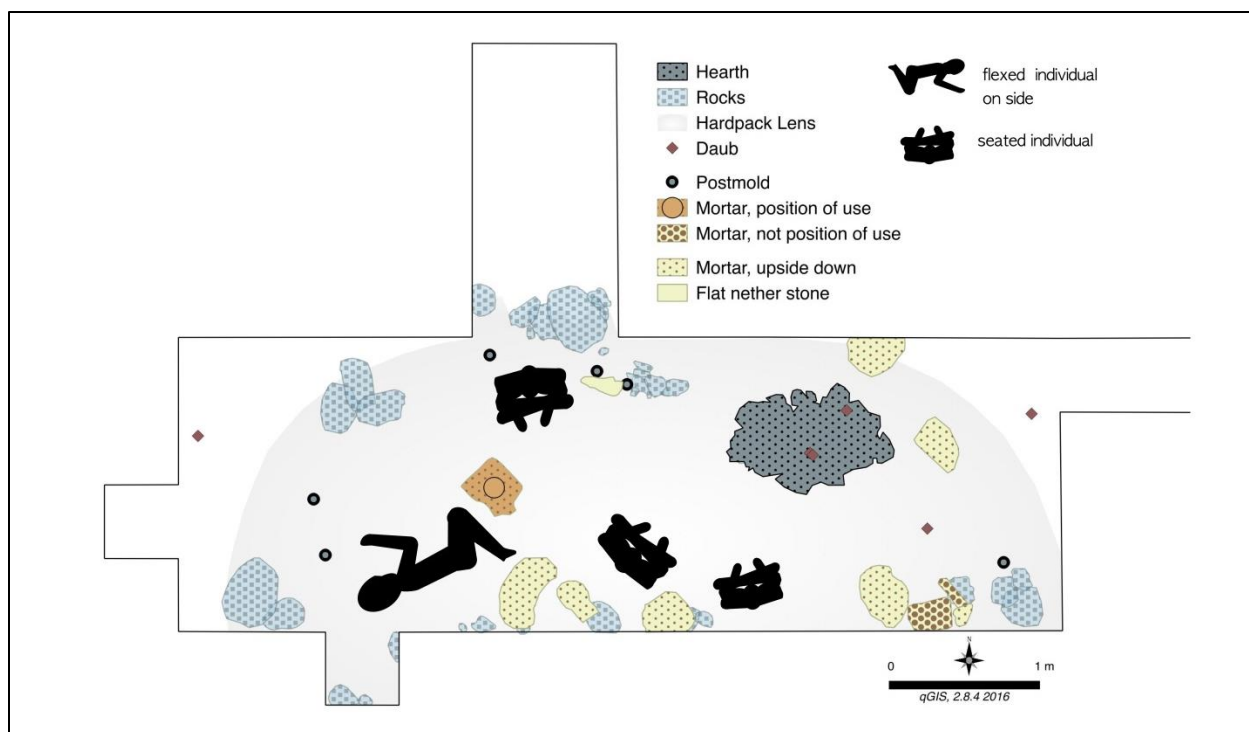 Hearth
Rocks
Hardpack Lens
Daub
Postmold
Mortar, position of use
Mortar, not position of use
Mortar, upside down
Flat nether stone
flexed individual
on side
seated individual
N
0 1 m
qGIS, 2.8.4 2016